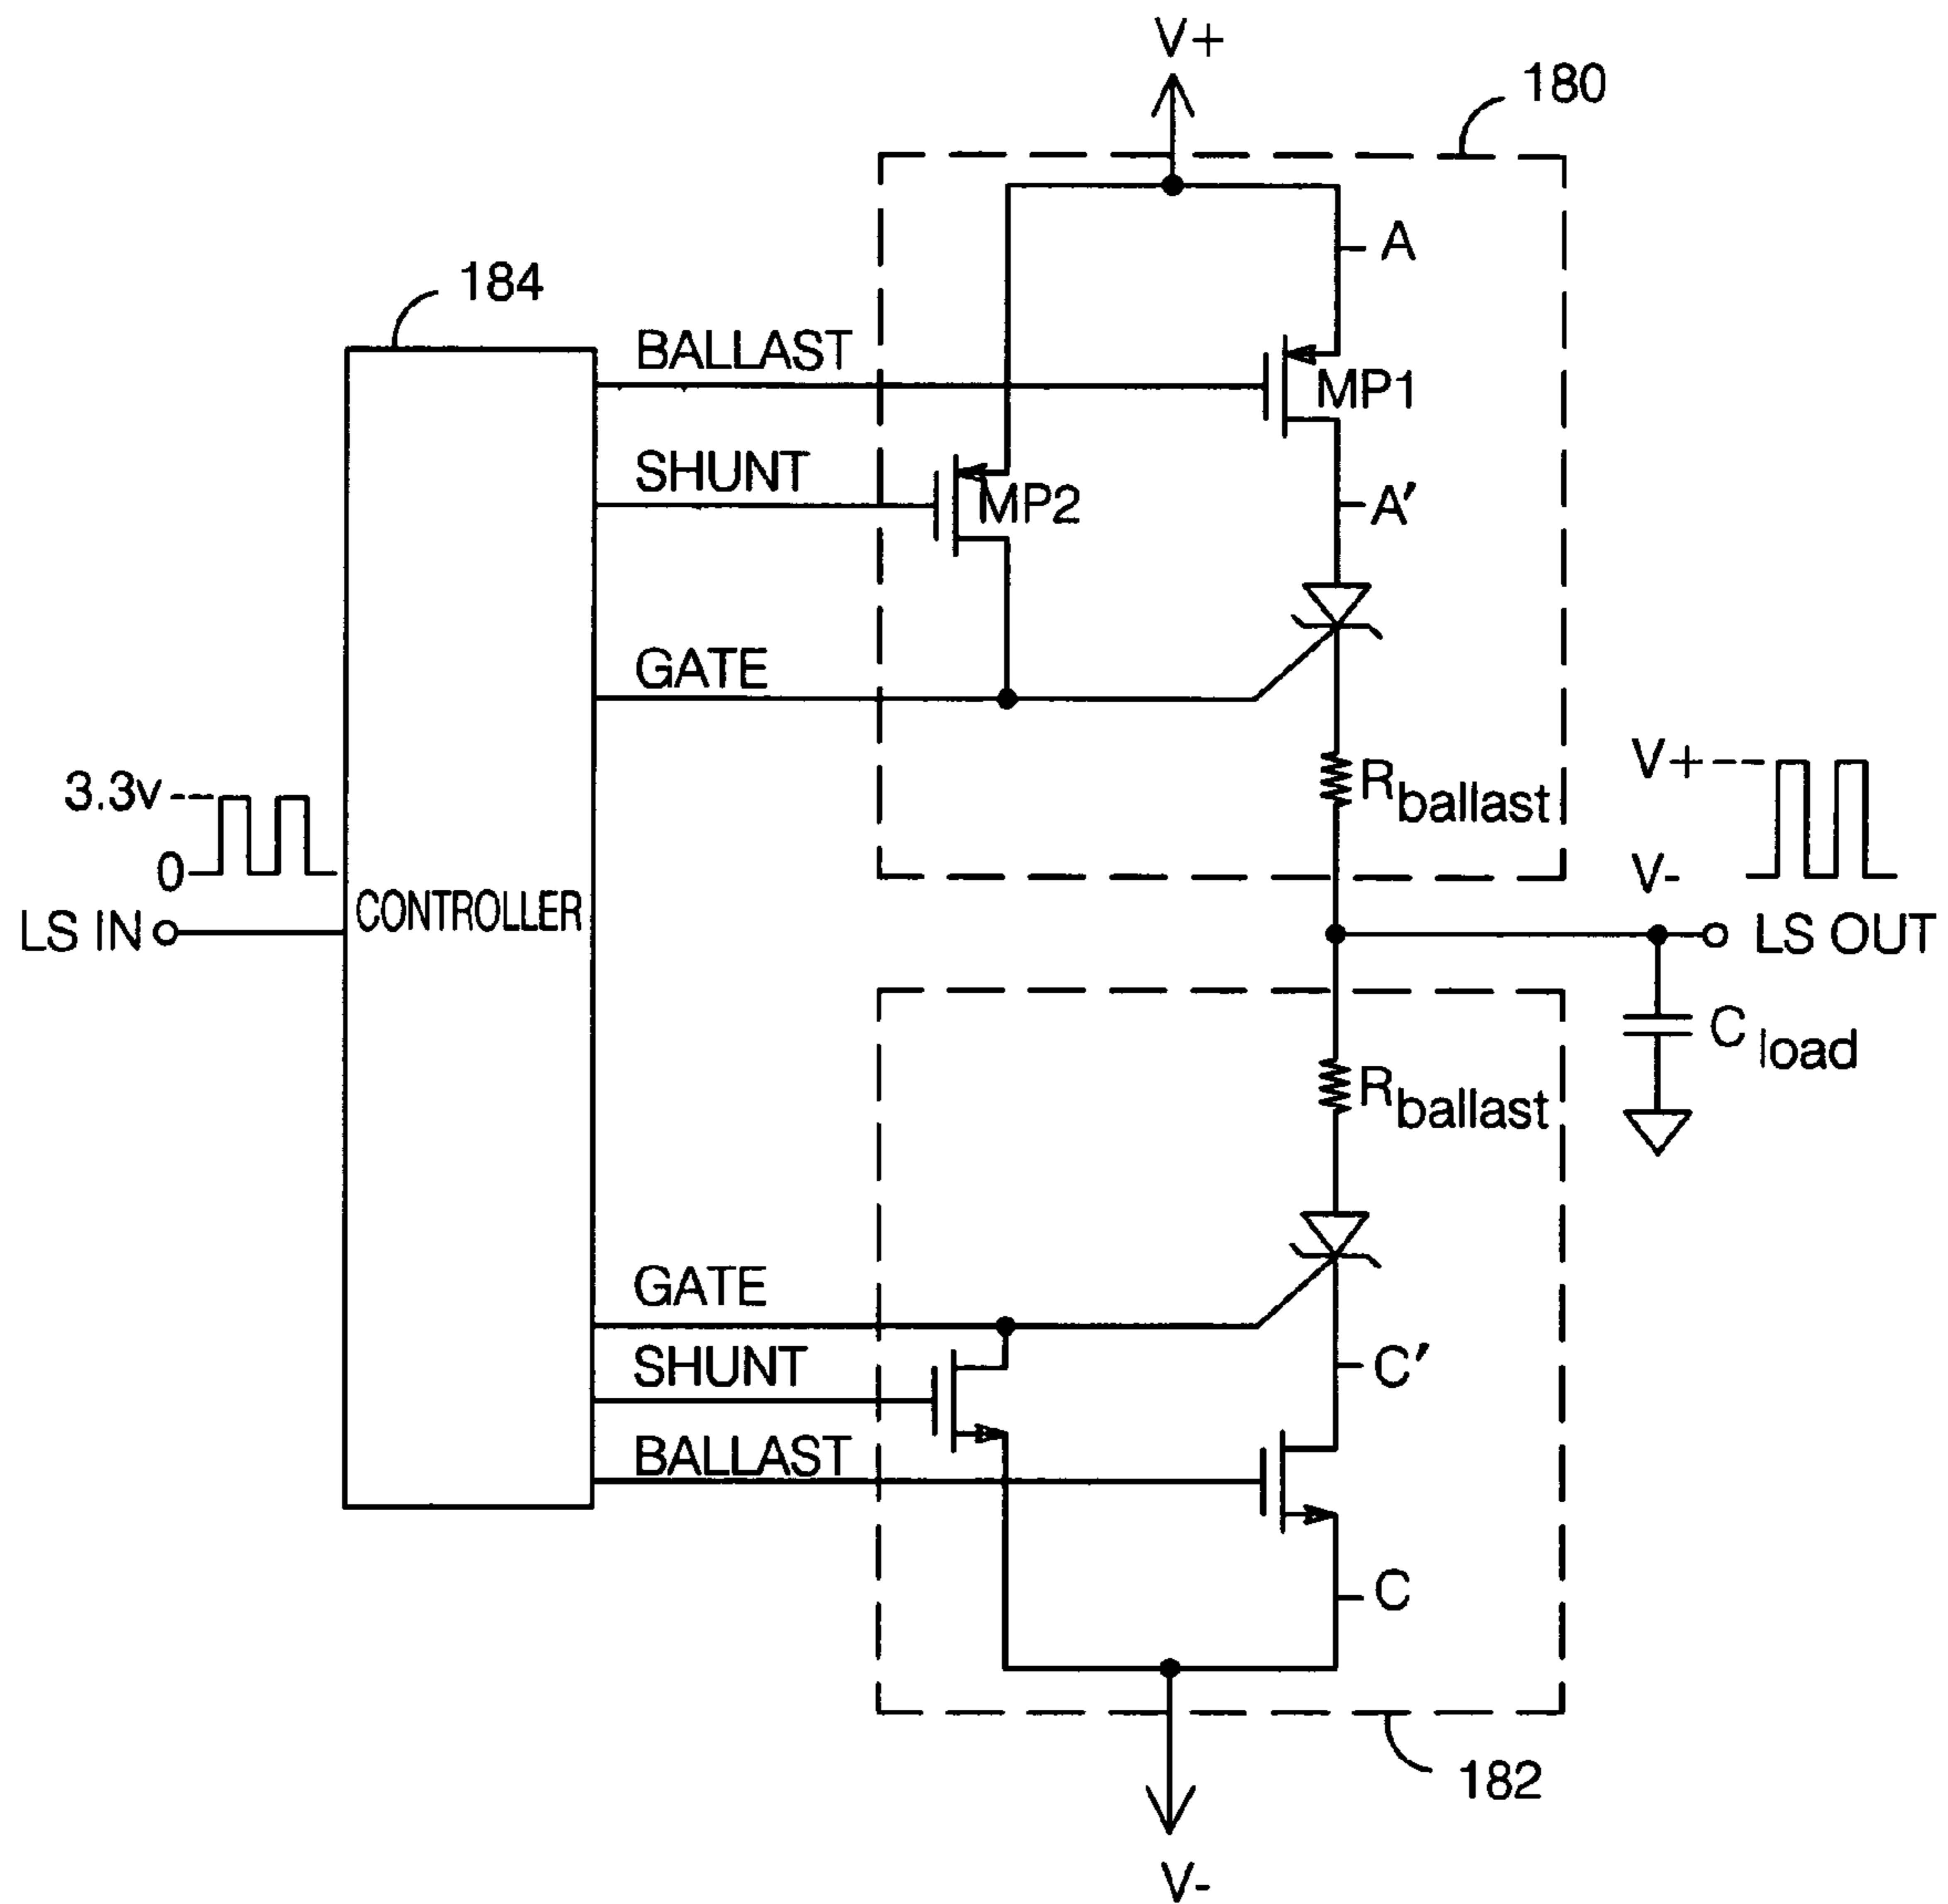 V+
180
A
184
BALLAST
MP1
SHUNT
MP2
A'
GATE
Rballast
V+
3.3v
0
V-
CONTROLLER
LS IN
LS OUT
Cload
Rballast
GATE
SHUNT
C'
BALLAST
C
182
V-